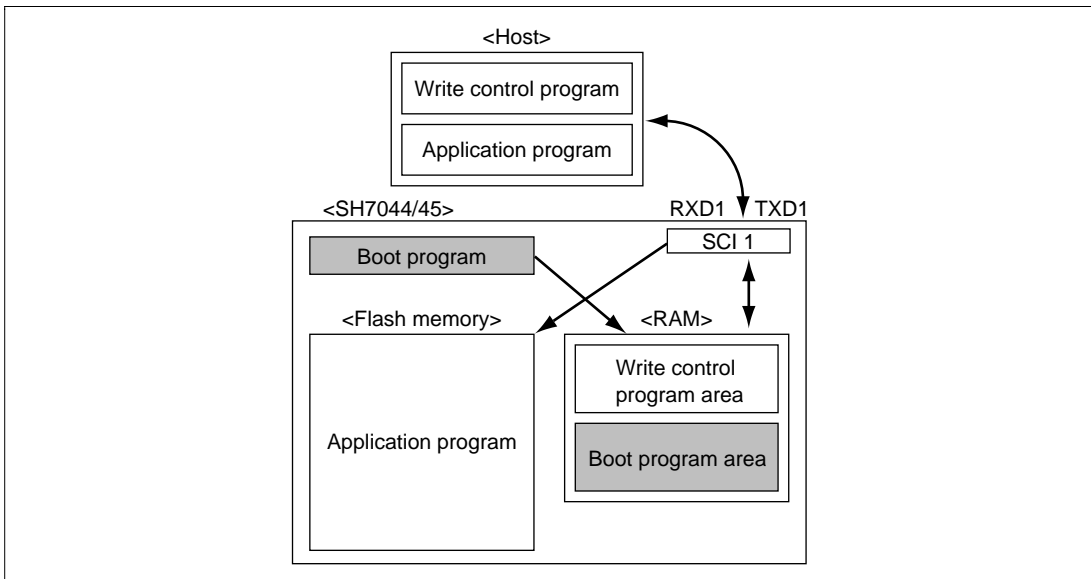 <Host>
Write control program
Application program
<SH7044/45>
RXD1 TXD1
SCI 1
Boot program
<Flash memory>
<RAM>
Write control
program area
Application program
Boot program area